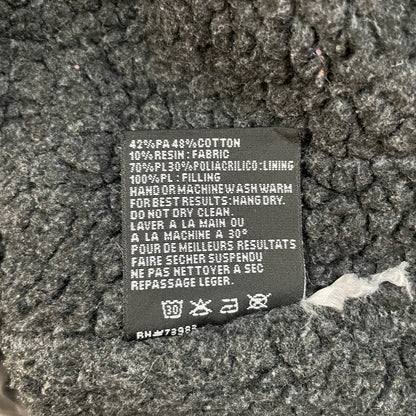 42%PA 48%COTTON
10%RESIN : FABRIC
70%PL30%POLIACRILICO : LINING
100%PL : FILLING
HAND OR MACHINE WASH WARM
FOR BEST RESULTS: HANG DRY.
DO NOT DRY CLEAN.
LAVER A LA MAIN OU
A LA MACHINE A 30°
POUR DE MEILLEURS RESULTATS
FAIRE SECHER SUSPENDU
NE PAS NETTOYER A SEC
REPASSAGE LEGER.
30
RN#73983